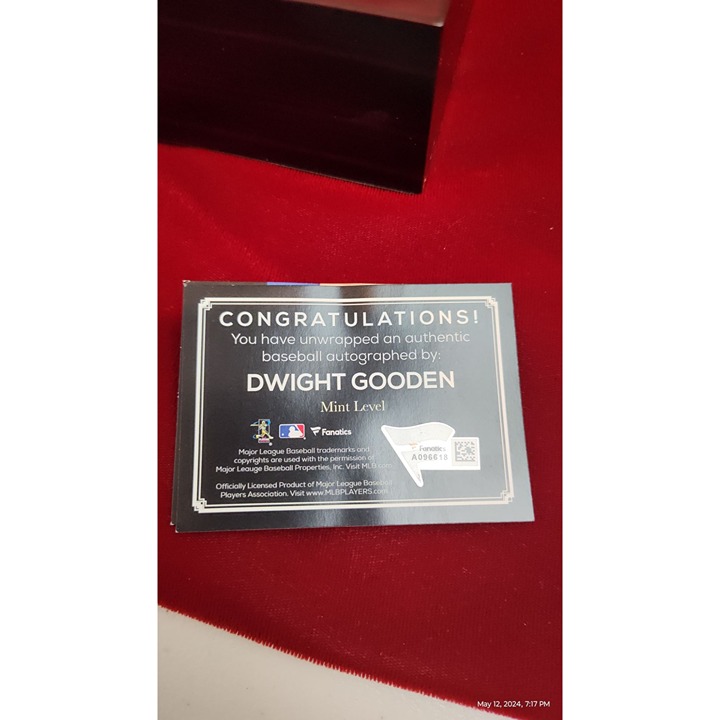 CONGRATULATIONS!
You have unwrapped an authentic
baseball autographed by:
DWIGHT GOODEN
Mint Level
Fanatics
Major League Baseball trademarks and
copyrights are used with the permission of
Major Leauge Baseball Properties, Inc. Visit MLB.com
Officially Licensed Product of Major League Baseball
Players Association. Visit www.MLBPLAYERS.com
Fanatics
A096618
May 12, 2024, 7:17 PM